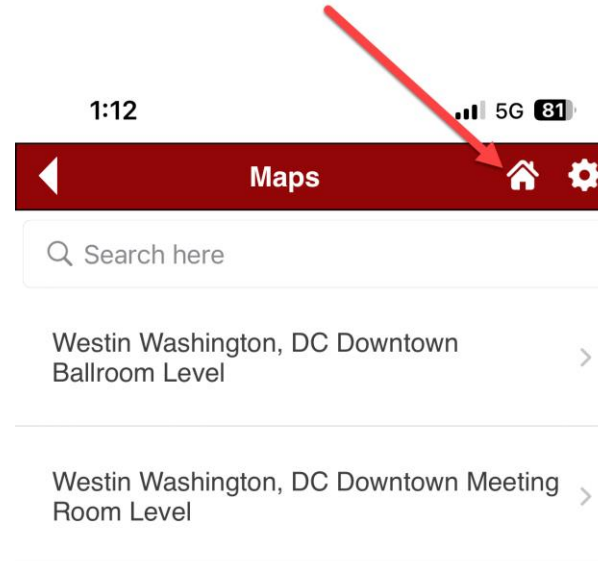 1:12 5G 81
Maps
Search here
Westin Washington, DC Downtown
Ballroom Level
Westin Washington, DC Downtown Meeting
Room Level